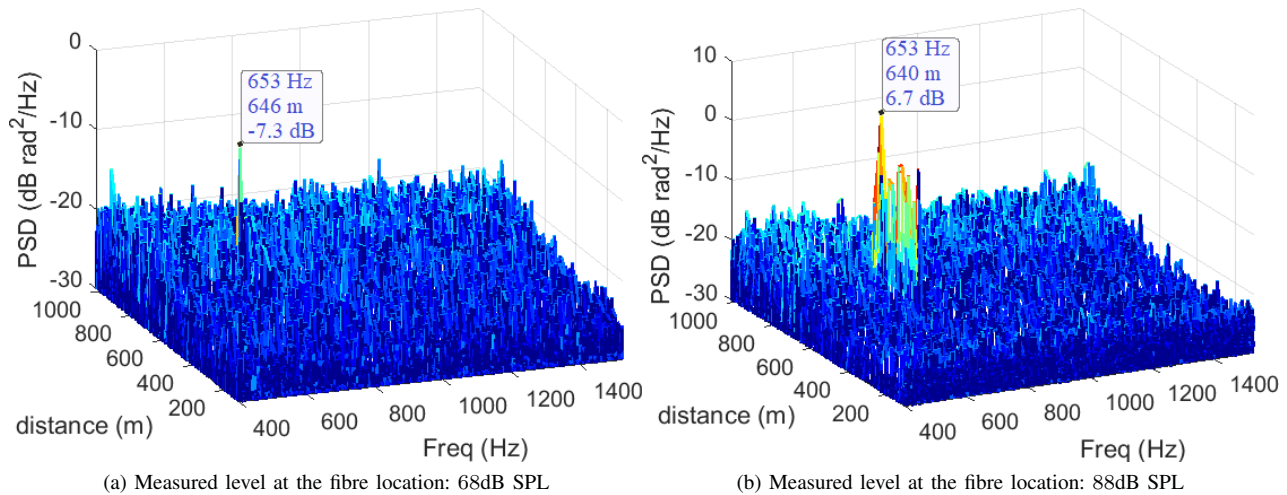 0
-10
-20
-30
PSD (dB rad²/Hz)
653 Hz
646 m
-7.3 dB
1000
800
600
400
200
distance (m)
400
600
800
1000
1200
1400
Freq (Hz)
(a) Measured level at the fibre location: 68dB SPL
10
0
-10
-20
-30
PSD (dB rad²/Hz)
653 Hz
640 m
6.7 dB
1000
800
600
400
200
distance (m)
400
600
800
1000
1200
1400
Freq (Hz)
(b) Measured level at the fibre location: 88dB SPL